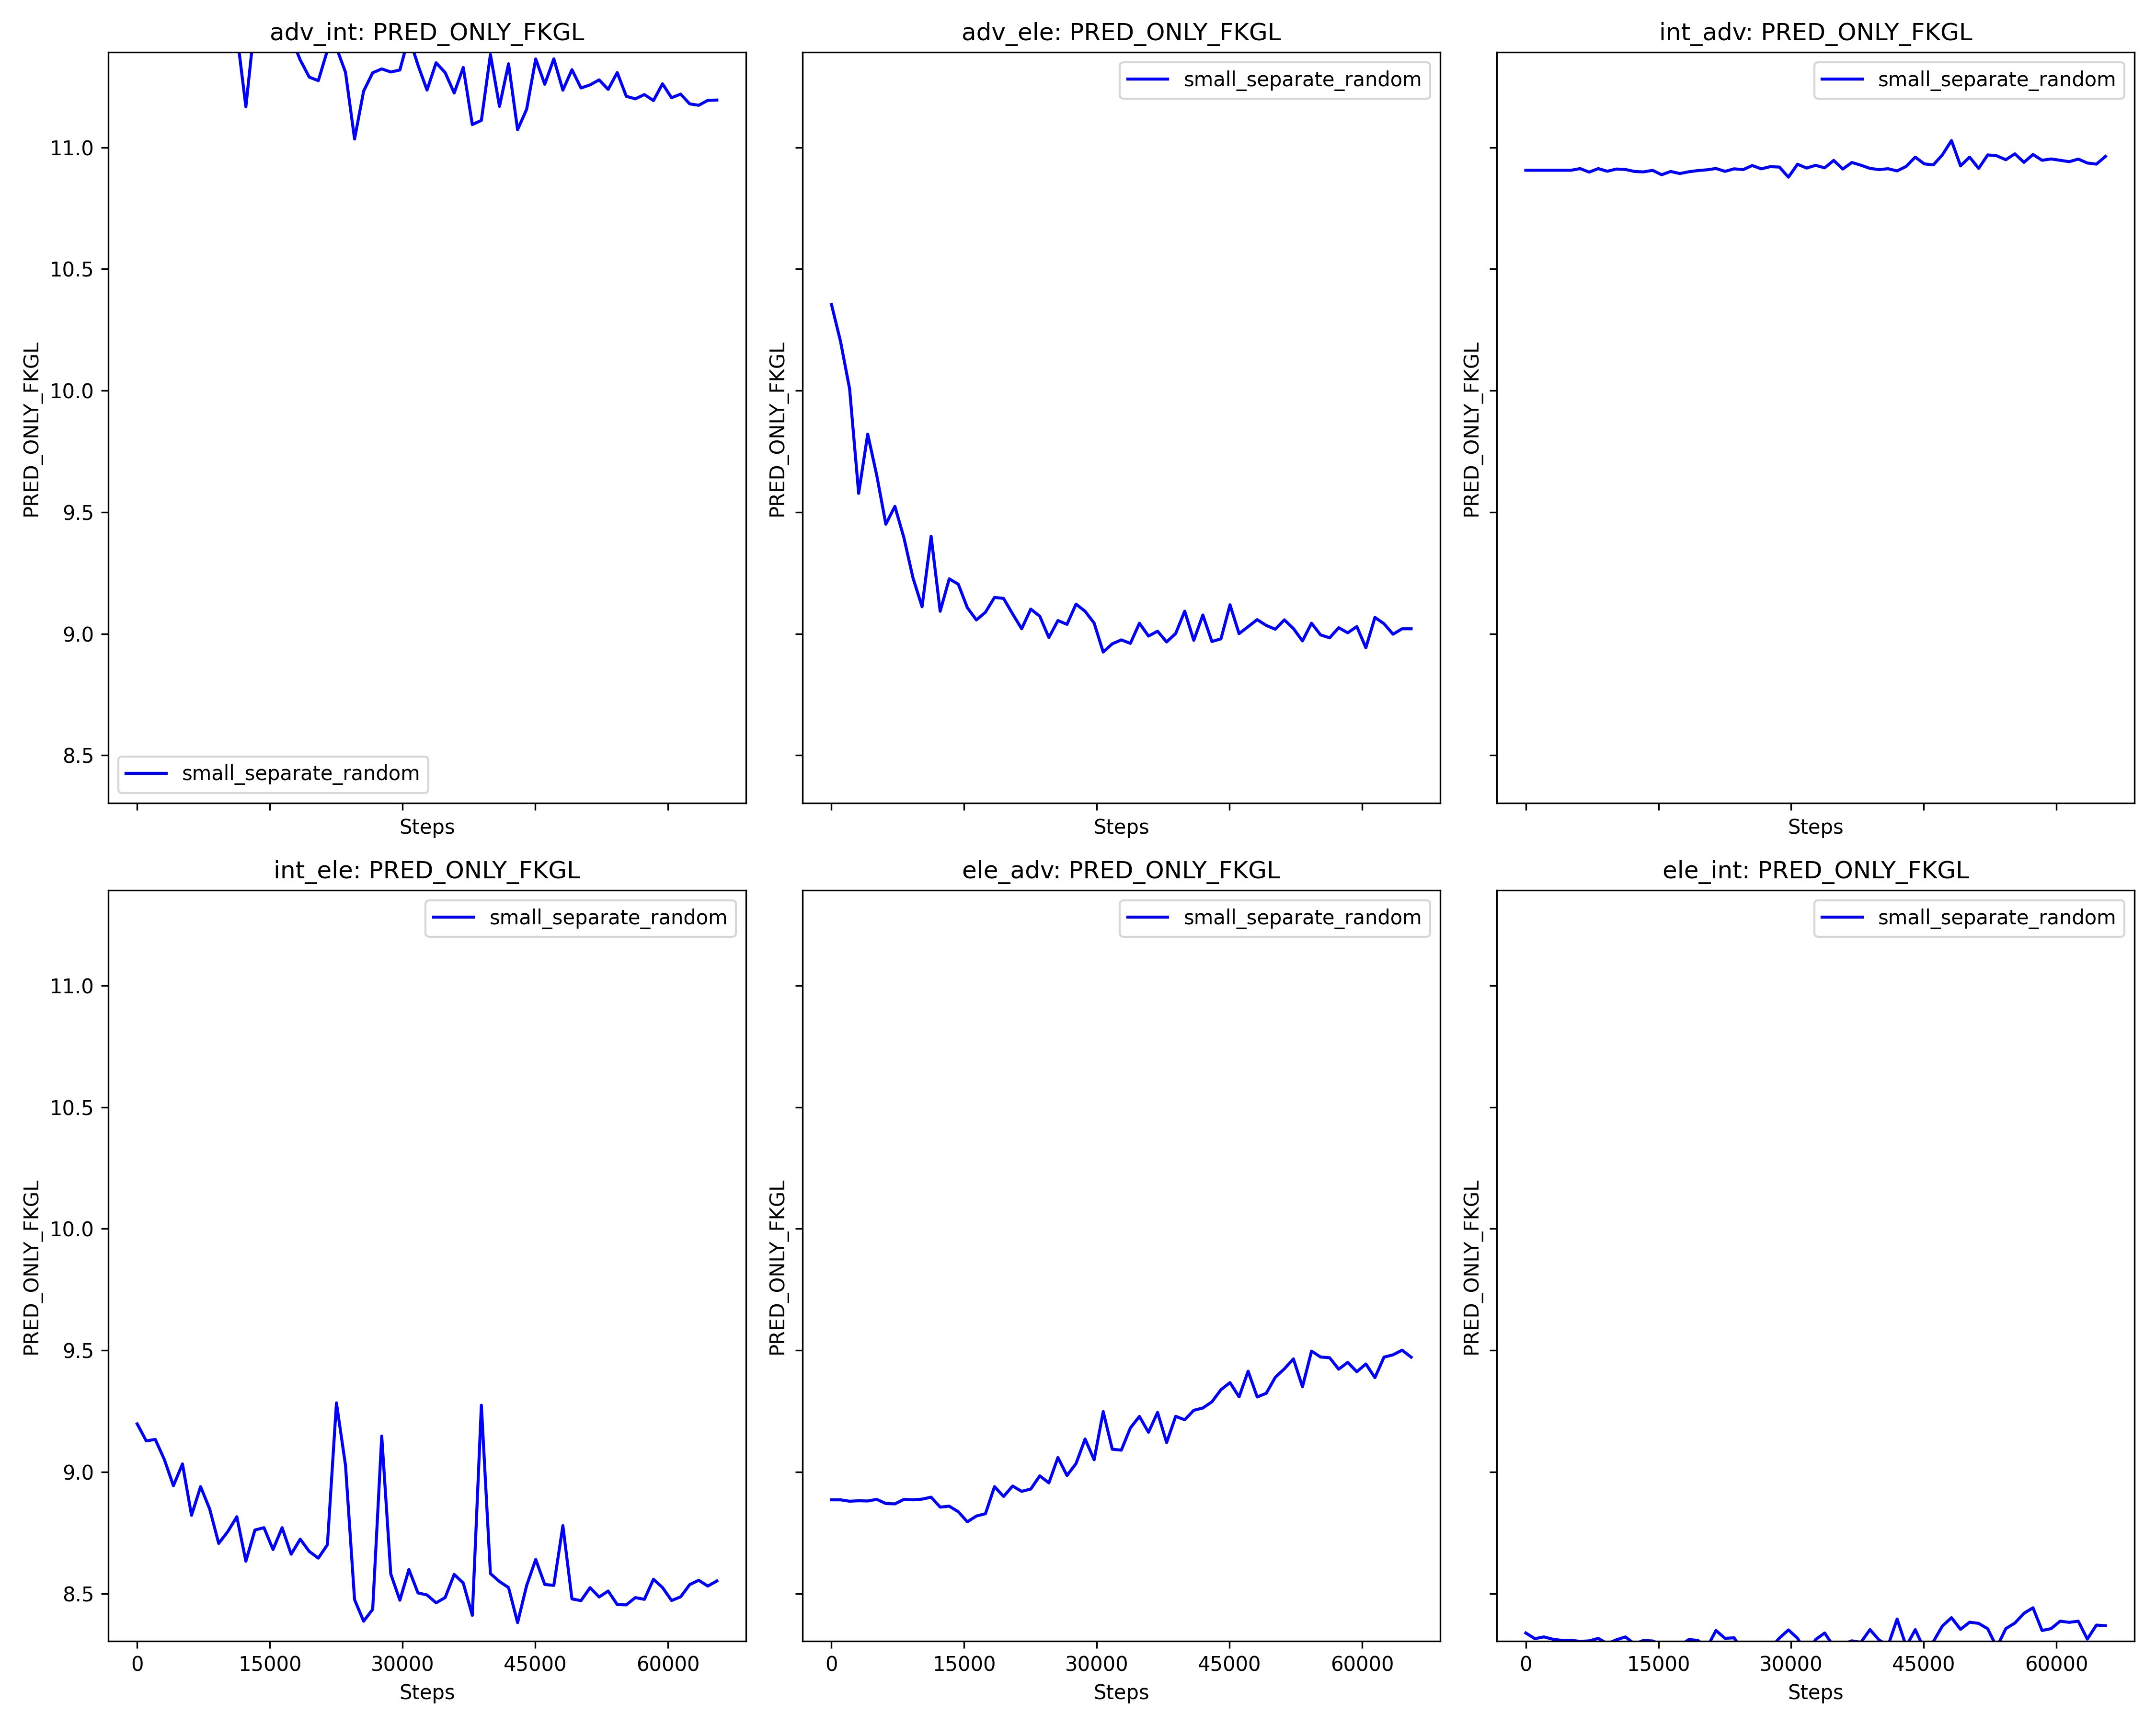 adv_int: PRED_ONLY_FKGL
adv_ele: PRED_ONLY_FKGL
int_adv: PRED_ONLY_FKGL
small_separate_random
small_separate_random
11.0
10.5
10.0
9.5
9.0
8.5
PRED_ONLY_FKGL
PRED_ONLY_FKGL
PRED_ONLY_FKGL
small_separate_random
Steps
Steps
Steps
int_ele: PRED_ONLY_FKGL
ele_adv: PRED_ONLY_FKGL
ele_int: PRED_ONLY_FKGL
small_separate_random
small_separate_random
small_separate_random
11.0
10.5
10.0
9.5
9.0
8.5
PRED_ONLY_FKGL
PRED_ONLY_FKGL
PRED_ONLY_FKGL
0 15000 30000 45000 60000
0 15000 30000 45000 60000
0 15000 30000 45000 60000
Steps
Steps
Steps